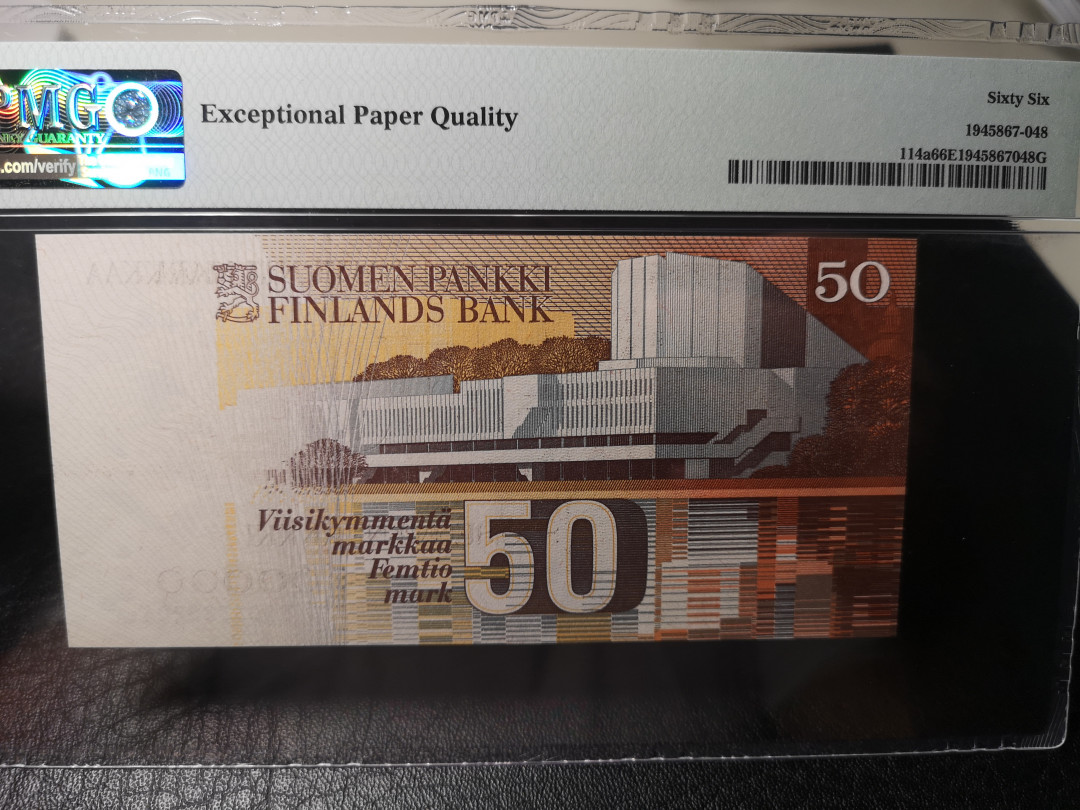 PMG
GUARANTY
.com/verify
Exceptional Paper Quality
Sixty Six
1945867-048
114a66E1945867048G
SUOMEN PANKKI
FINLANDS BANK
50
Viisikymmentä
markkaa
Femtio
mark
50